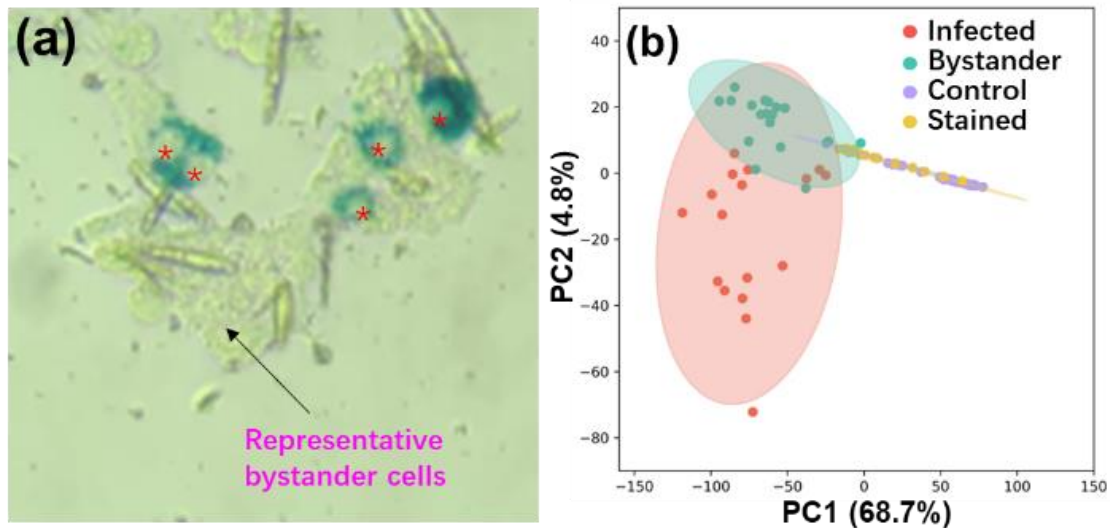 (a)
*
*
*
*
*
Representative
bystander cells
(b)
Infected
Bystander
Control
Stained
40
20
0
−20
−40
−60
−80
PC2 (4.8%)
−150
−100
−50
0
50
100
150
PC1 (68.7%)